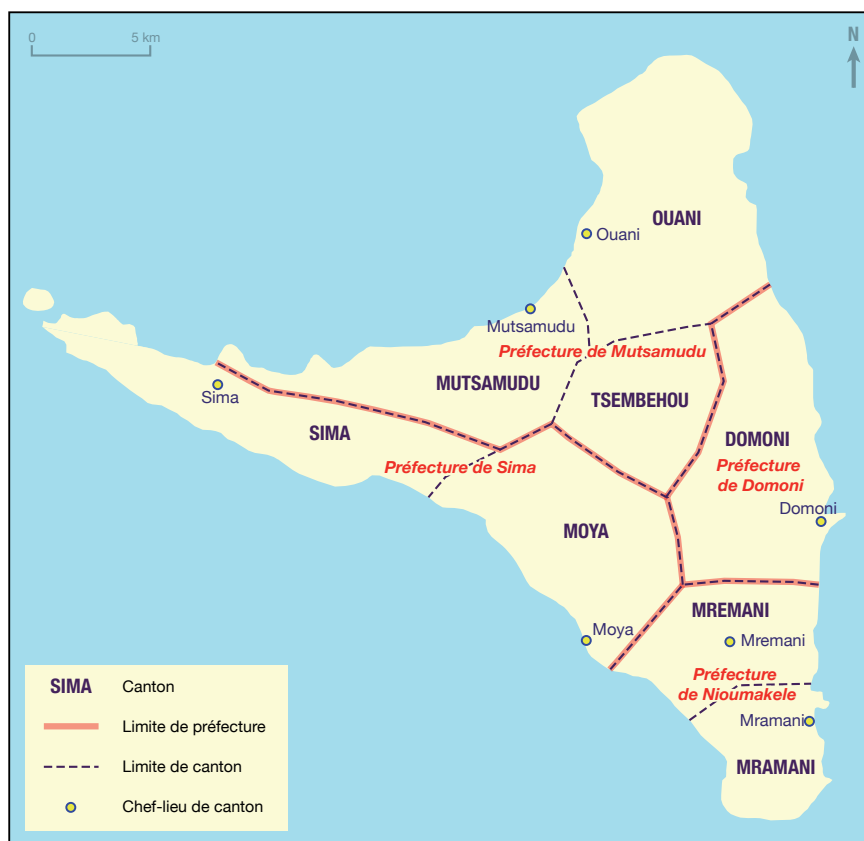 0
5 km
N
OUANI
Ouani
Mutsamudu
Préfecture de Mutsamudu
MUTSAMUDU
TSEMBEHOU
Sima
SIMA
DOMONI
Préfecture de Sima
Préfecture
de Domoni
Domoni
MOYA
MREMANI
Moya
Mremani
Préfecture
de Nioumakele
Mramani
MRAMANI
SIMA
Canton
Limite de préfecture
Limite de canton
Chef-lieu de canton